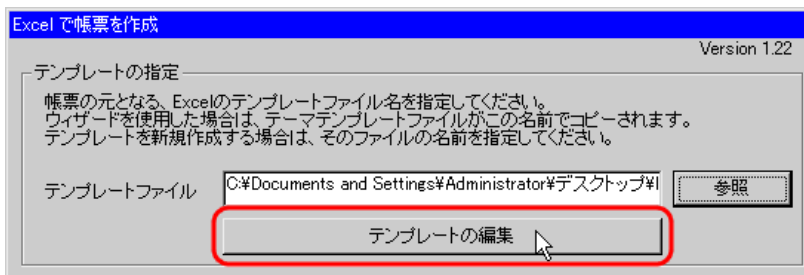 Excel で帳票を作成
Version 1.22
テンプレートの指定
帳票の元となる、Excelのテンプレートファイル名を指定してください。
ウィザードを使用した場合は、テーマテンプレートファイルがこの名前でコピーされます。
テンプレートを新規作成する場合は、そのファイルの名前を指定してください。
テンプレートファイル
C:¥Documents and Settings¥Administrator¥デスクトップ¥
参照
テンプレートの編集